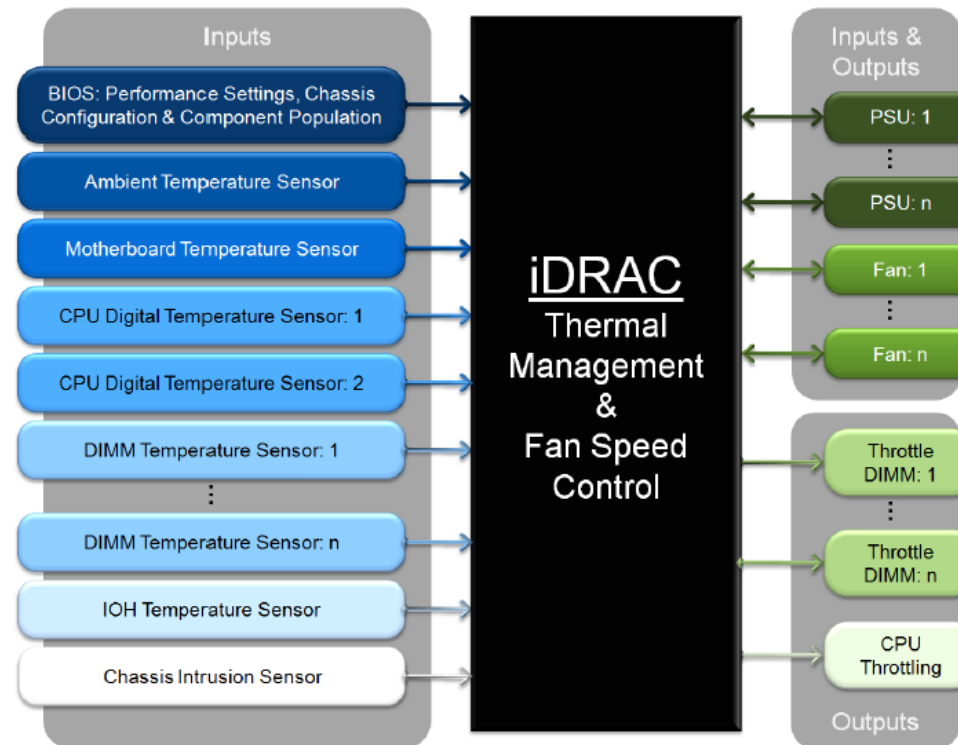 Inputs
BIOS: Performance Settings, Chassis
Configuration & Component Population
Ambient Temperature Sensor
Motherboard Temperature Sensor
CPU Digital Temperature Sensor: 1
CPU Digital Temperature Sensor: 2
DIMM Temperature Sensor: 1
DIMM Temperature Sensor: n
IOH Temperature Sensor
Chassis Intrusion Sensor
iDRAC
Thermal
Management
&
Fan Speed
Control
Inputs &
Outputs
PSU: 1
PSU: n
Fan: 1
Fan: n
Throttle
DIMM: 1
Throttle
DIMM: n
CPU
Throttling
Outputs